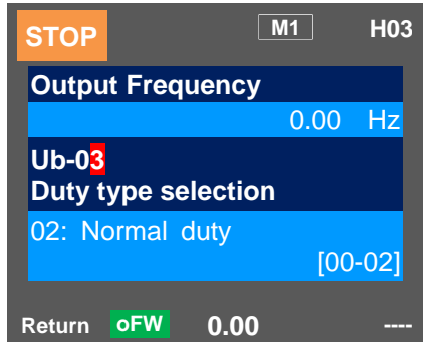 STOP M1 H03
Output Frequency
0.00 Hz
Ub-03
Duty type selection
02: Normal duty
[00-02]
Return oFW 0.00 ----